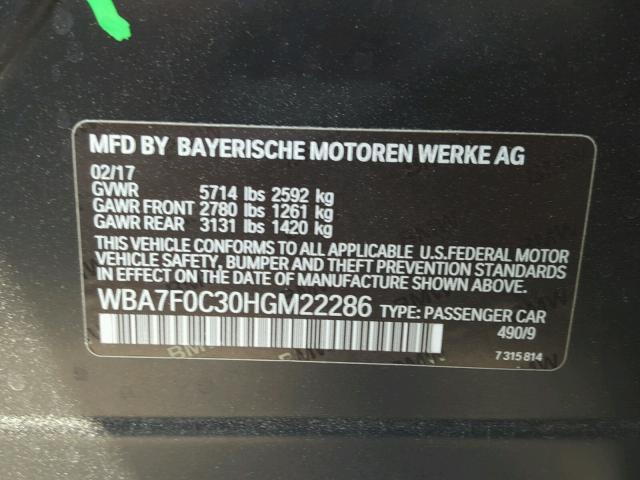 MFD BY BAYERISCHE MOTOREN WERKE AG
02/17
GVWR 5714 lbs 2592 kg
GAWR FRONT 2780 lbs 1261 kg
GAWR REAR 3131 lbs 1420 kg
THIS VEHICLE CONFORMS TO ALL APPLICABLE U.S.FEDERAL MOTOR
VEHICLE SAFETY, BUMPER AND THEFT PREVENTION STANDARDS
IN EFFECT ON THE DATE OF MANUFACTURE SHOWN ABOVE.
WBA7F0C30HGM22286 TYPE: PASSENGER CAR
490/9
7 315 814